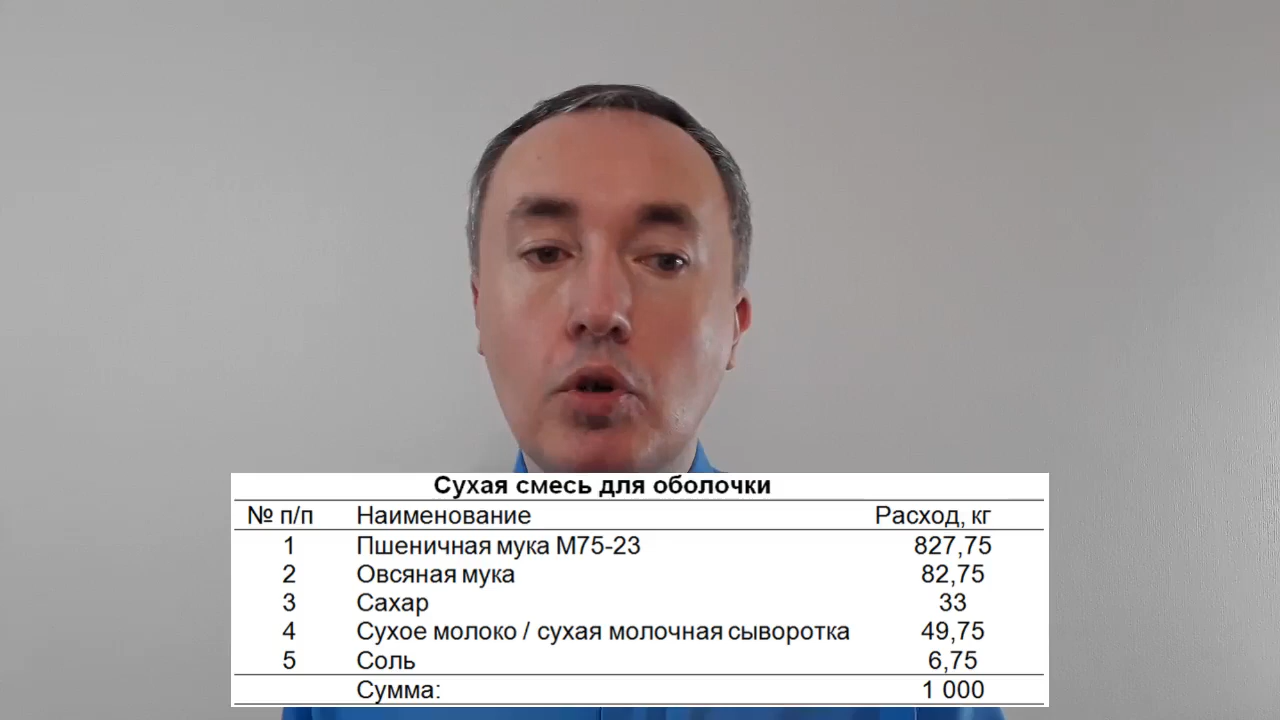 Сухая смесь для оболочки
№ п/п Наименование Расход, кг
1 Пшеничная мука М75-23 827,75
2 Овсяная мука 82,75
3 Сахар 33
4 Сухое молоко / сухая молочная сыворотка 49,75
5 Соль 6,75
Сумма: 1 000